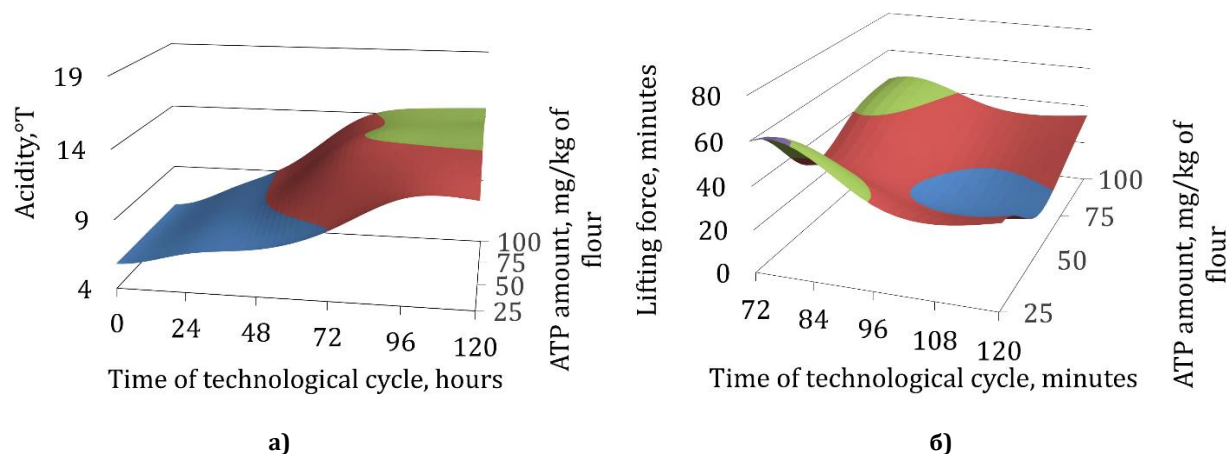 Acidity,°T
19
14
9
4
0
24
48
72
96
120
100
75
50
25
ATP amount, mg/kg of
flour
Time of technological cycle, hours
а)
Lifting force, minutes
80
60
40
20
0
72
84
96
108
120
100
75
50
25
ATP amount, mg/kg of
flour
Time of technological cycle, minutes
б)